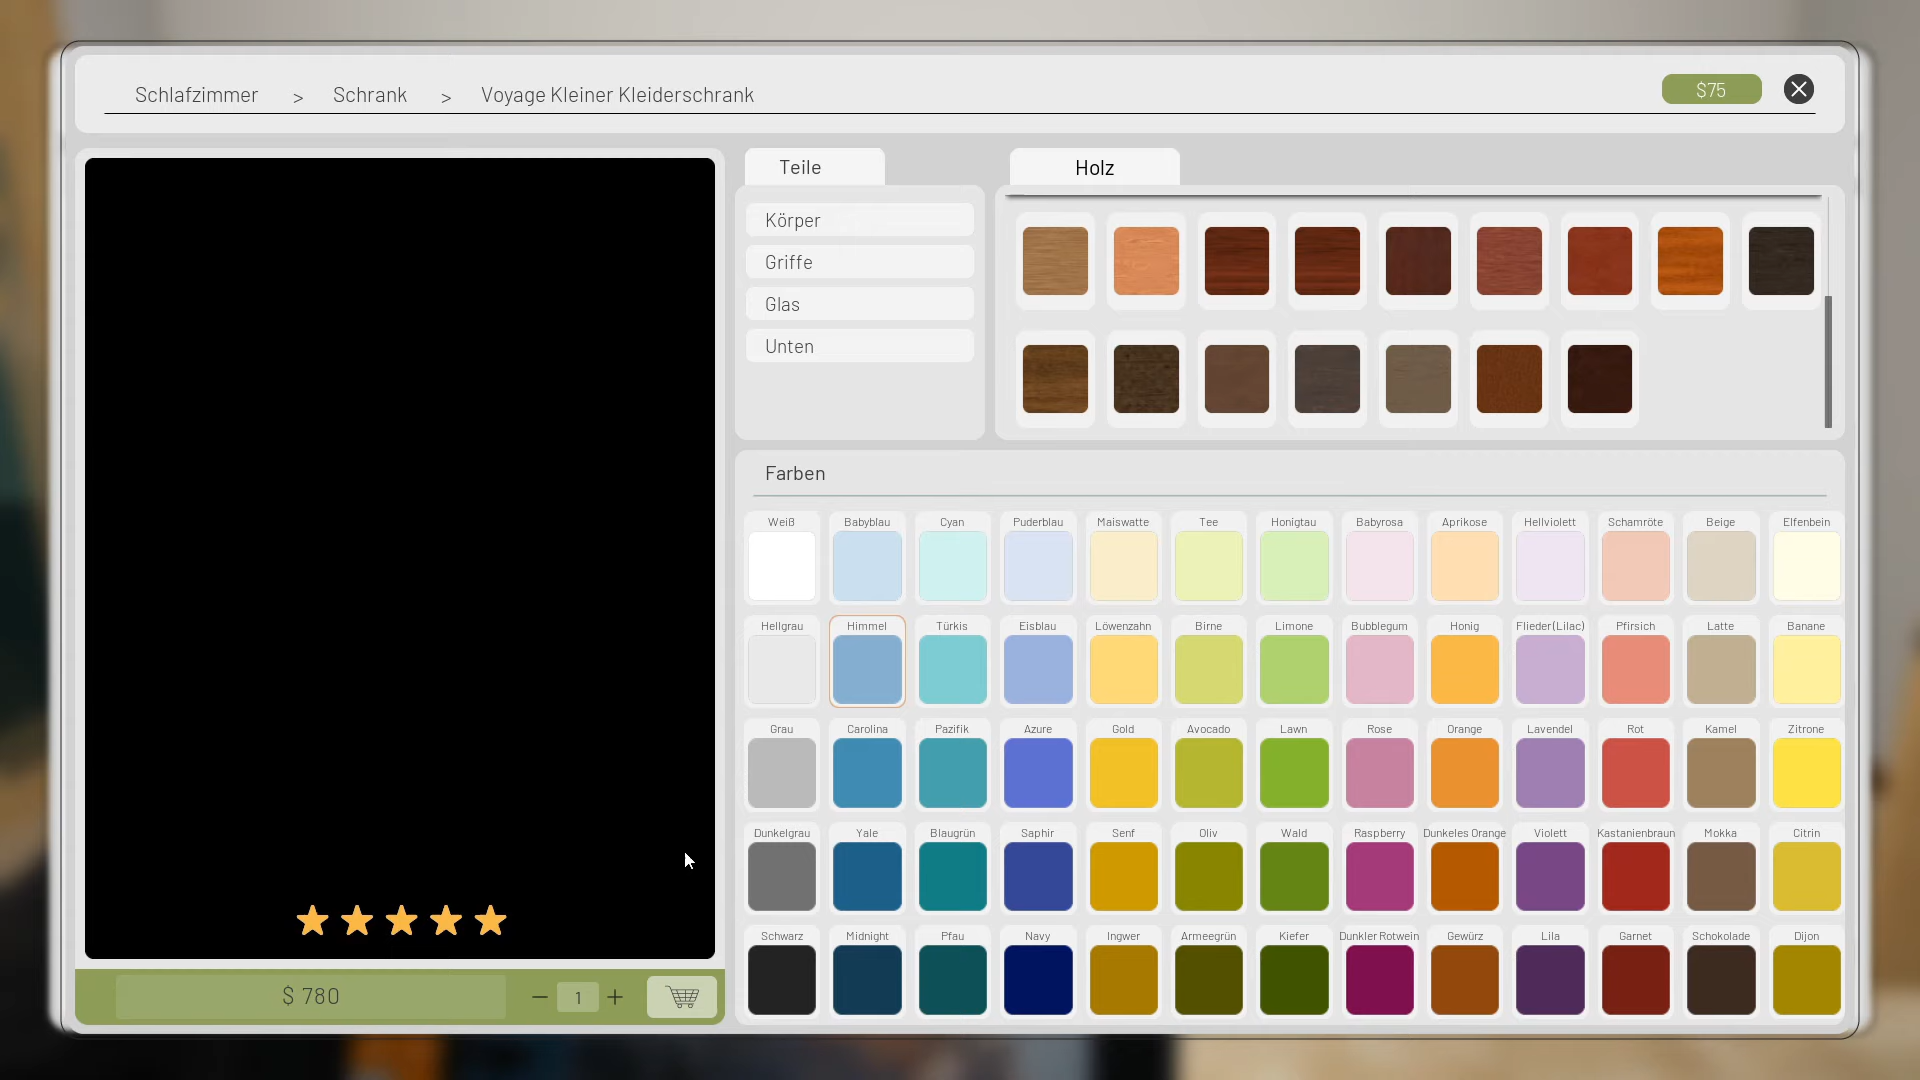 Schlafzimmer > Schrank > Voyage Kleiner Kleiderschrank
$75
Teile
Holz
Körper
Griffe
Glas
Unten
Farben
Weiß Babyblau Cyan Puderblau Maiswatte Tee Honigtau Babyrosa Aprikose Hellviolett Schamröte Beige Elfenbein
Hellgrau Himmel Türkis Eisblau Löwenzahn Birne Limone Bubblegum Honig Flieder(Lilac) Pfirsich Latte Banane
Grau Carolina Pazifik Azure Gold Avocado Lawn Rose Orange Lavendel Rot Kamel Zitrone
Dunkelgrau Yale Blaugrün Saphir Senf Oliv Wald Raspberry Dunkeles Orange Violett Kastanienbraun Mokka Citrin
Schwarz Midnight Pfau Navy Ingwer Armeegrün Kiefer Dunkler Rotwein Gewürz Lila Garnet Schokolade Dijon
$ 780
− 1 +